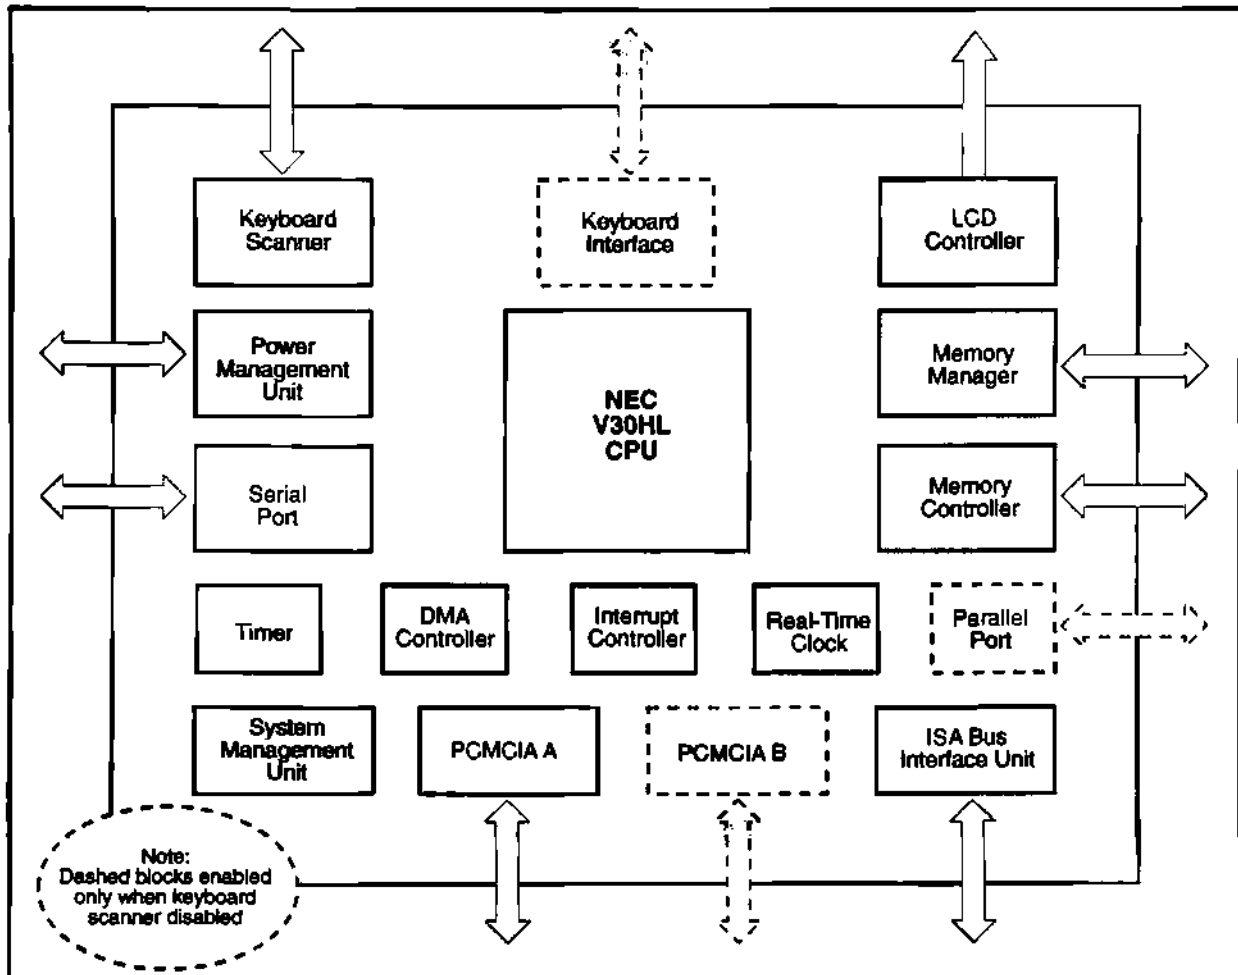 Keyboard
Scanner
Keyboard
Interface
LCD
Controller
Power
Management
Unit
NEC
V30HL
CPU
Memory
Manager
Serial
Port
Memory
Controller
Timer
DMA
Controller
Interrupt
Controller
Real-Time
Clock
Parallel
Port
System
Management
Unit
PCMCIA A
PCMCIA B
ISA Bus
Interface Unit
Note:
Dashed blocks enabled
only when keyboard
scanner disabled